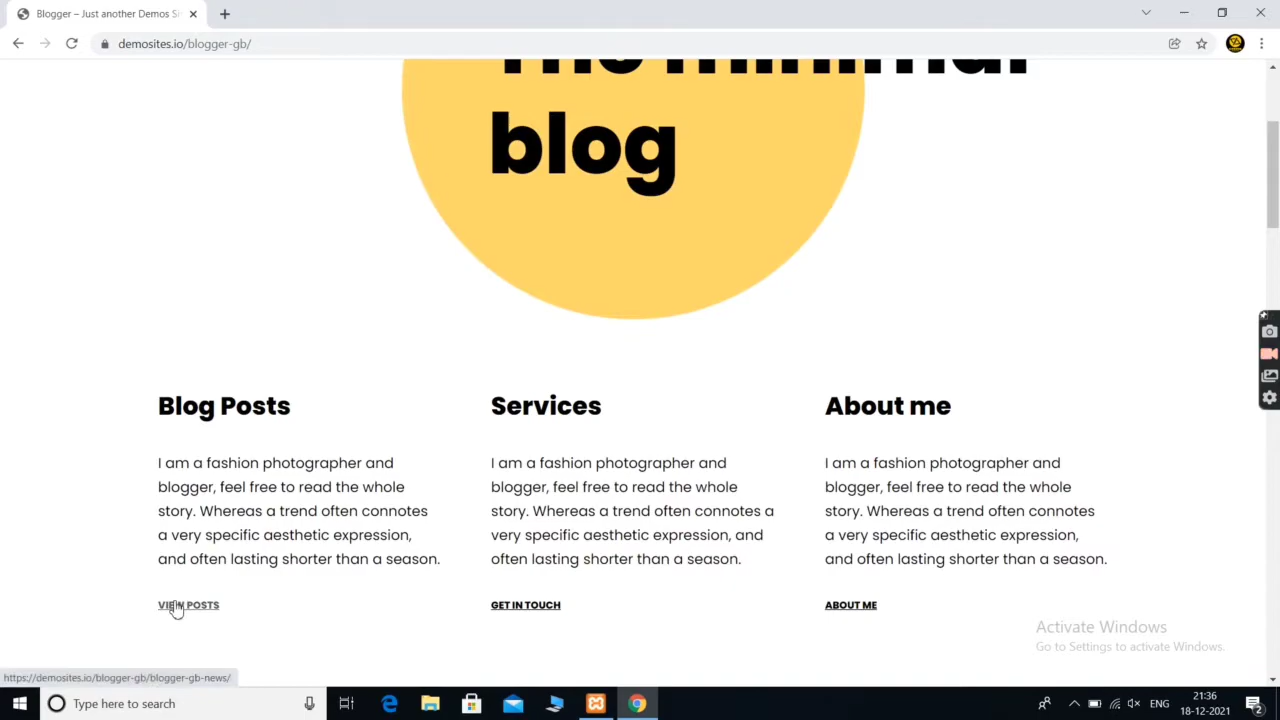 Blogger – Just another Demos S
demosites.io/blogger-gb/
The minimal
blog
Blog Posts
I am a fashion photographer and
blogger, feel free to read the whole
story. Whereas a trend often connotes
a very specific aesthetic expression,
and often lasting shorter than a season.
VIEW POSTS
Services
I am a fashion photographer and
blogger, feel free to read the whole
story. Whereas a trend often connotes a
very specific aesthetic expression, and
often lasting shorter than a season.
GET IN TOUCH
About me
I am a fashion photographer and
blogger, feel free to read the whole
story. Whereas a trend often connotes
a very specific aesthetic expression,
and often lasting shorter than a season.
ABOUT ME
Activate Windows
Go to Settings to activate Windows.
https://demosites.io/blogger-gb/blogger-gb-news/
Type here to search
ENG
21:36
18-12-2021
2